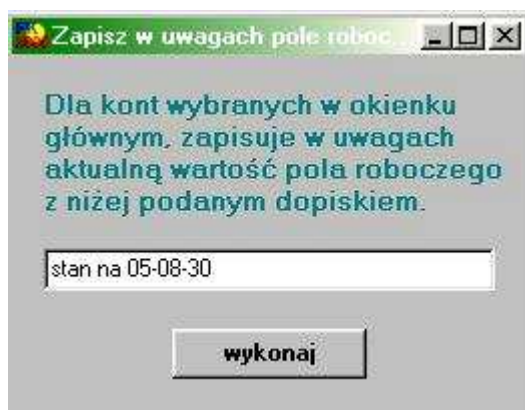 Zapisz w uwagach pole roboc...
Dla kont wybranych w okienku
głównym, zapisuje w uwagach
aktualną wartość pola roboczego
z niżej podanym dopiskiem.
stan na 05-08-30
wykonaj